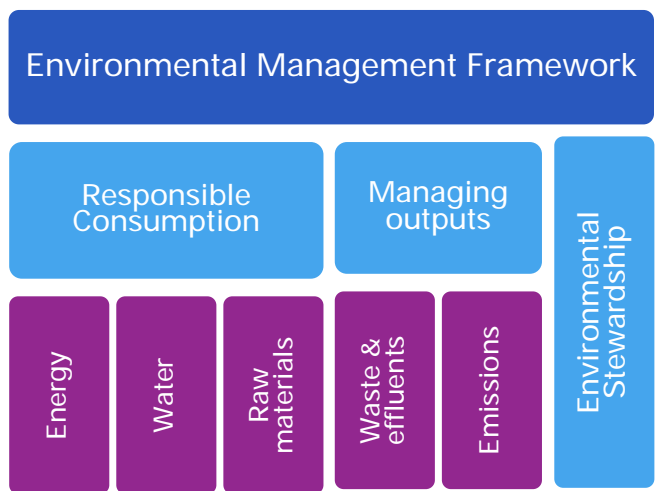 Environmental Management Framework
Responsible
Consumption
Managing
outputs
Environmental
Stewardship
Energy
Water
Raw
materials
Waste &
effluents
Emissions